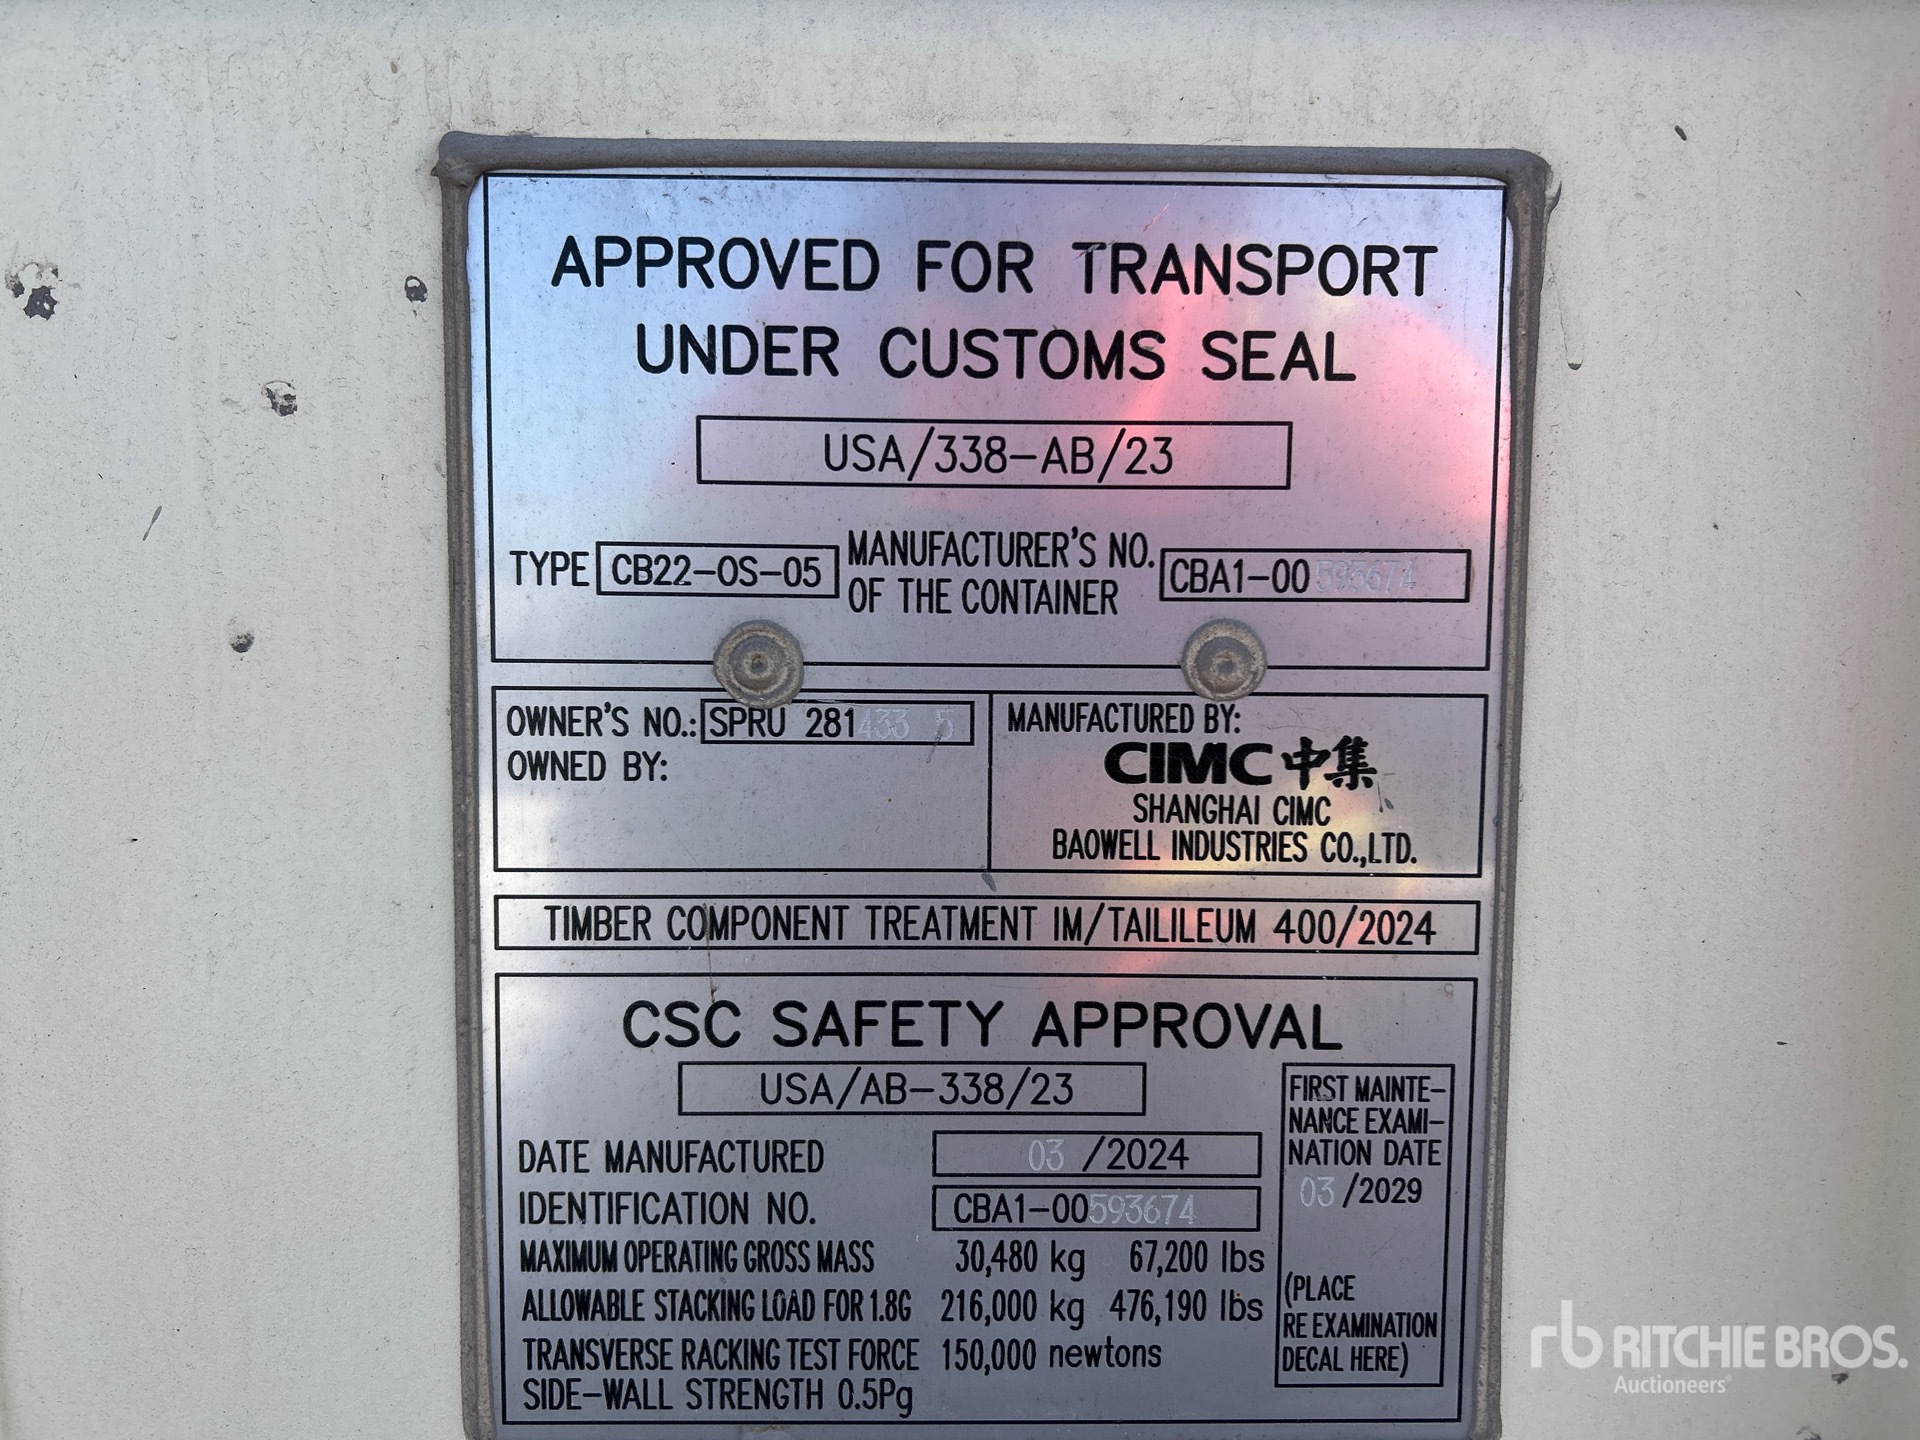 APPROVED FOR TRANSPORT
UNDER CUSTOMS SEAL
USA/338-AB/23
TYPE CB22-OS-05 MANUFACTURER'S NO. OF THE CONTAINER CBA1-00
OWNER'S NO.: SPRU 281433 5
OWNED BY:
MANUFACTURED BY:
CIMC 中集
SHANGHAI CIMC
BAOWELL INDUSTRIES CO.,LTD.
TIMBER COMPONENT TREATMENT IM/TAILILEUM 400/2024
CSC SAFETY APPROVAL
USA/AB-338/23
DATE MANUFACTURED 03 /2024
IDENTIFICATION NO. CBA1-00593674
MAXIMUM OPERATING GROSS MASS 30,480 kg 67,200 lbs
ALLOWABLE STACKING LOAD FOR 1.8G 216,000 kg 476,190 lbs
TRANSVERSE RACKING TEST FORCE 150,000 newtons
SIDE-WALL STRENGTH 0.5Pg
FIRST MAINTE-
NANCE EXAMI-
NATION DATE
03 /2029
(PLACE
RE EXAMINATION
DECAL HERE)
rb RITCHIE BROS.
Auctioneers